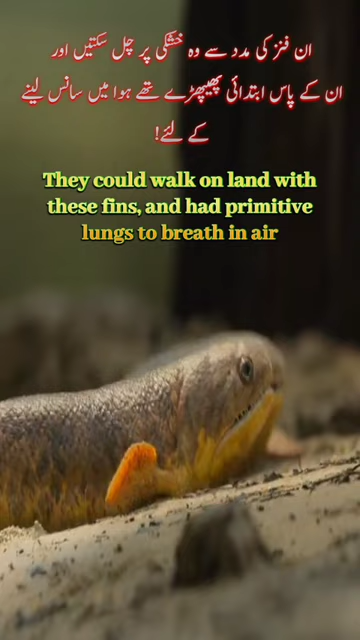 ان فنز کی مدد سے وہ خشکی پر چل سکتیں اور
ان کے پاس ابتدائی پھیپھڑے تھے ہوا میں سانس لینے
کے لئے!
They could walk on land with
these fins, and had primitive
lungs to breath in air